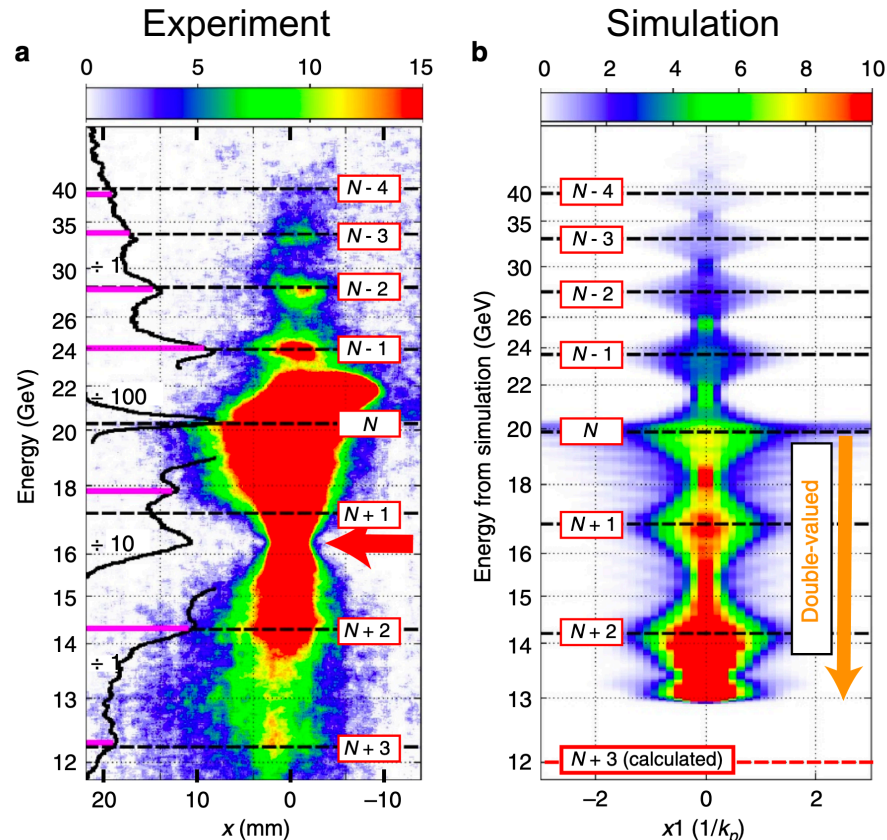 Experiment
Simulation
a
b
0 5 10 15
0 2 4 6 8 10
Energy (GeV)
40
35
30
26
24
22
20
18
16
15
14
13
12
÷ 1
÷ 100
÷ 10
÷ 1
N - 4
N - 3
N - 2
N - 1
N
N + 1
N + 2
N + 3
20 10 0 −10
x (mm)
Energy from simulation (GeV)
40
35
30
26
24
22
20
18
16
15
14
13
12
N - 4
N - 3
N - 2
N - 1
N
N + 1
N + 2
N + 3 (calculated)
Double-valued
−2 0 2
x1 (1/kₚ)